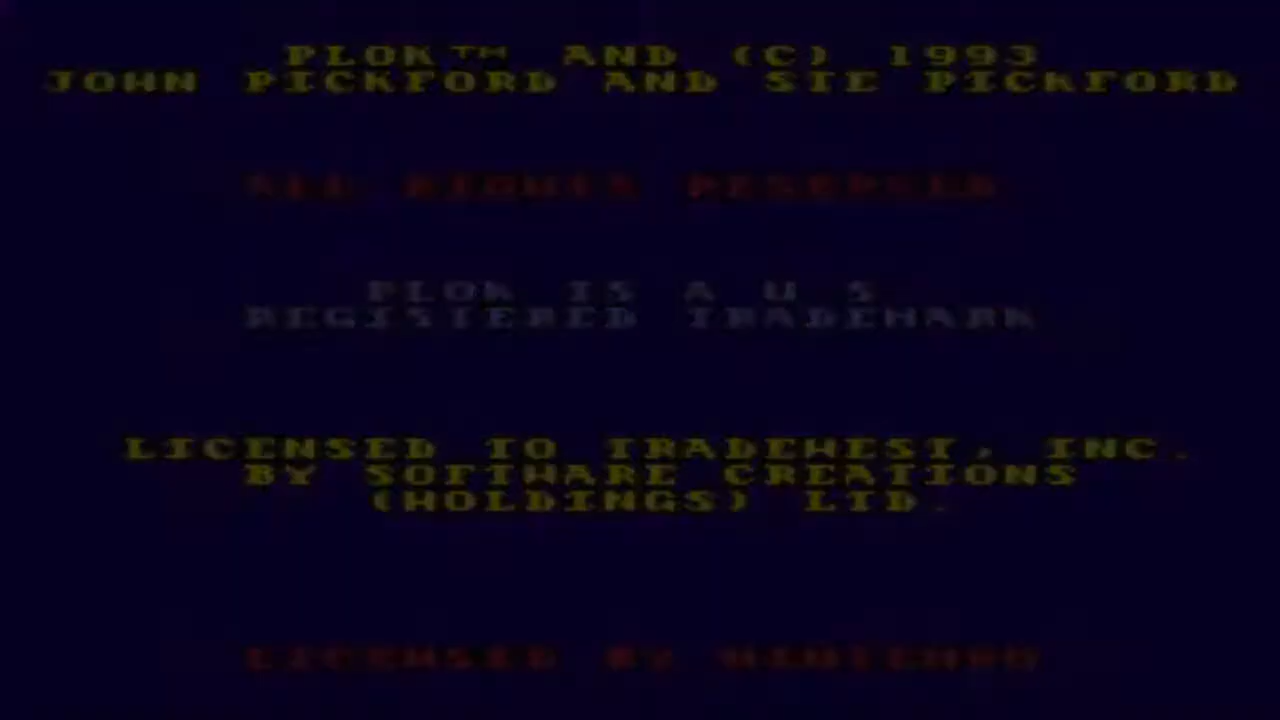 PLOK™ AND (C) 1993
JOHN PICKFORD AND STE PICKFORD
ALL RIGHTS RESERVED
PLOK IS A U S
REGISTERED TRADEMARK
LICENSED TO TRADEWEST, INC.
BY SOFTWARE CREATIONS
(HOLDINGS) LTD.
LICENSED BY NINTENDO